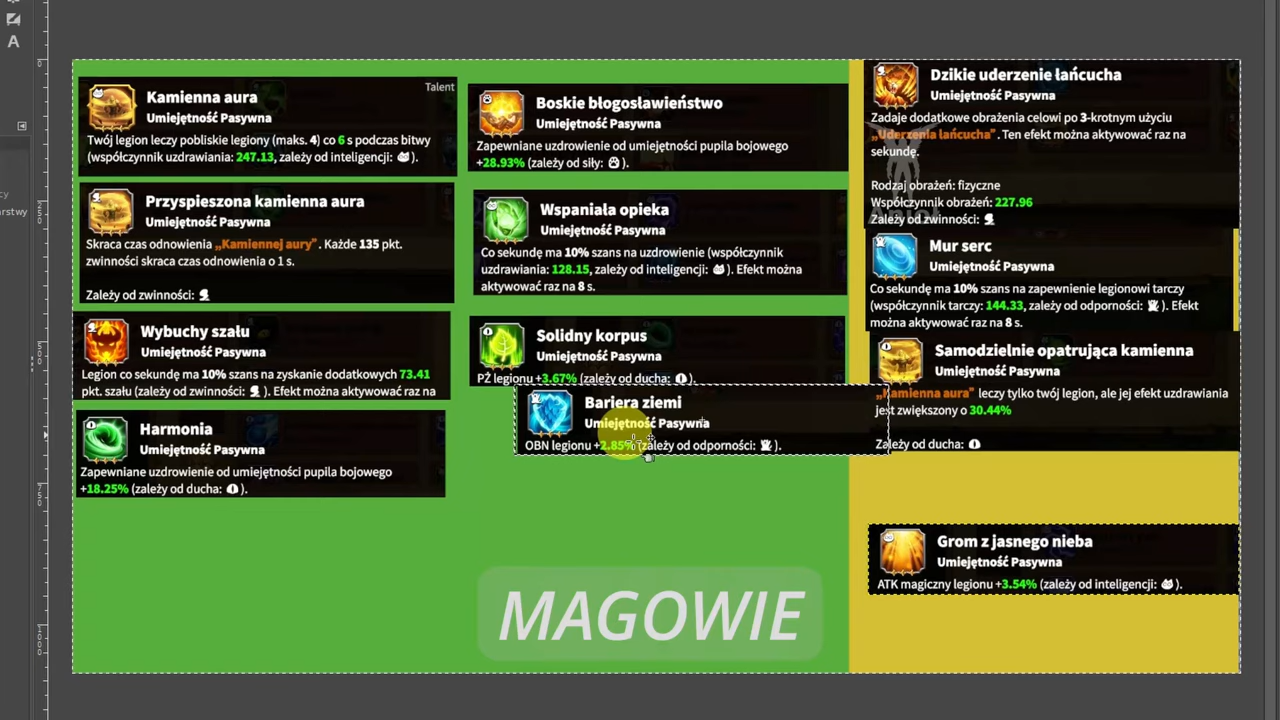 A
cy
arstwy
Talent
Kamienna aura
Umiejętność Pasywna
Twój legion leczy pobliskie legiony (maks. 4) co 6 s podczas bitwy
(współczynnik uzdrawiania: 247.13, zależy od inteligencji: ).
Przyspieszona kamienna aura
Umiejętność Pasywna
Skraca czas odnowienia „Kamiennej aury". Każde 135 pkt.
zwinności skraca czas odnowienia o 1 s.
Zależy od zwinności:
Wybuchy szału
Umiejętność Pasywna
Legion co sekundę ma 10% szans na zyskanie dodatkowych 73.41
pkt. szału (zależy od zwinności: ). Efekt można aktywować raz na
Harmonia
Umiejętność Pasywna
Zapewniane uzdrowienie od umiejętności pupila bojowego
+18.25% (zależy od ducha: ).
Boskie błogosławieństwo
Umiejętność Pasywna
Zapewniane uzdrowienie od umiejętności pupila bojowego
+28.93% (zależy od siły: ).
Wspaniała opieka
Umiejętność Pasywna
Co sekundę ma 10% szans na uzdrowienie (współczynnik
uzdrawiania: 128.15, zależy od inteligencji: ). Efekt można
aktywować raz na 8 s.
Solidny korpus
Umiejętność Pasywna
PŻ legionu +3.67% (zależy od ducha: ).
Bariera ziemi
Umiejętność Pasywna
OBN legionu +2.85% (zależy od odporności: ).
MAGOWIE
Dzikie uderzenie łańcucha
Umiejętność Pasywna
Zadaje dodatkowe obrażenia celowi po 3-krotnym użyciu
„Uderzenia łańcucha". Ten efekt można aktywować raz na
sekundę.
Rodzaj obrażeń: fizyczne
Współczynnik obrażeń: 227.96
Zależy od zwinności:
Mur serc
Umiejętność Pasywna
Co sekundę ma 10% szans na zapewnienie legionowi tarczy
(współczynnik tarczy: 144.33, zależy od odporności: ). Efekt
można aktywować raz na 8 s.
Samodzielnie opatrująca kamienna
Umiejętność Pasywna
„Kamienna aura" leczy tylko twój legion, ale jej efekt uzdrawiania
jest zwiększony o 30.44%
Zależy od ducha:
Grom z jasnego nieba
Umiejętność Pasywna
ATK magiczny legionu +3.54% (zależy od inteligencji: ).